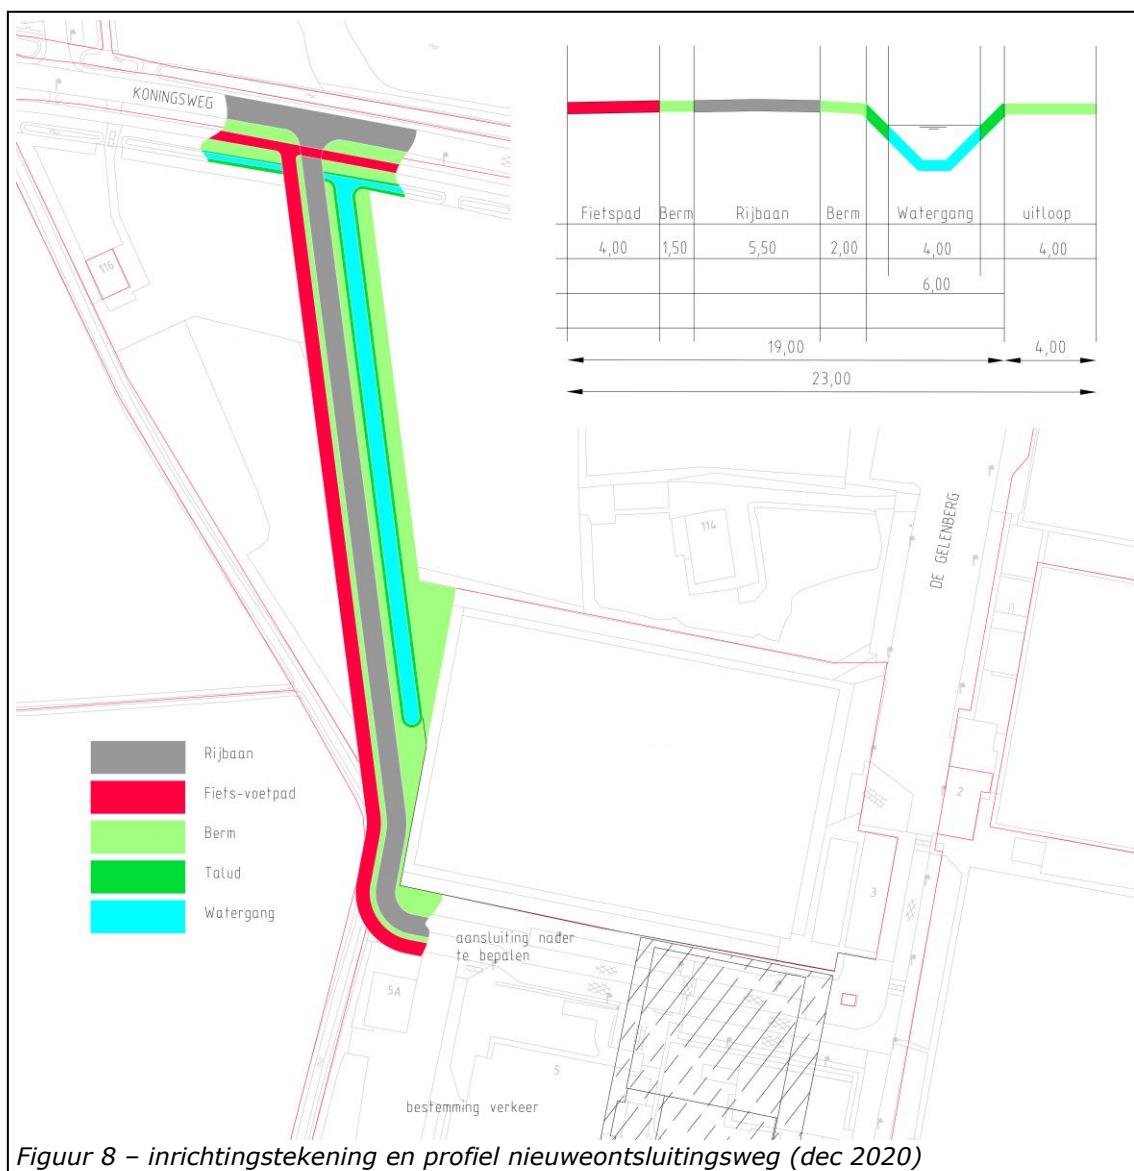 KONINGSWEG
116
Fietspad Berm Rijbaan Berm Watergang uitloop
4,00 1,50 5,50 2,00 4,00 4,00
6,00
19,00 4,00
23,00
114
DE GELENBERG
2
3
Rijbaan
Fiets-voetpad
Berm
Talud
Watergang
aansluiting nader
te bepalen
5A
5
bestemming verkeer
Figuur 8 – inrichtingstekening en profiel nieuweontsluitingsweg (dec 2020)